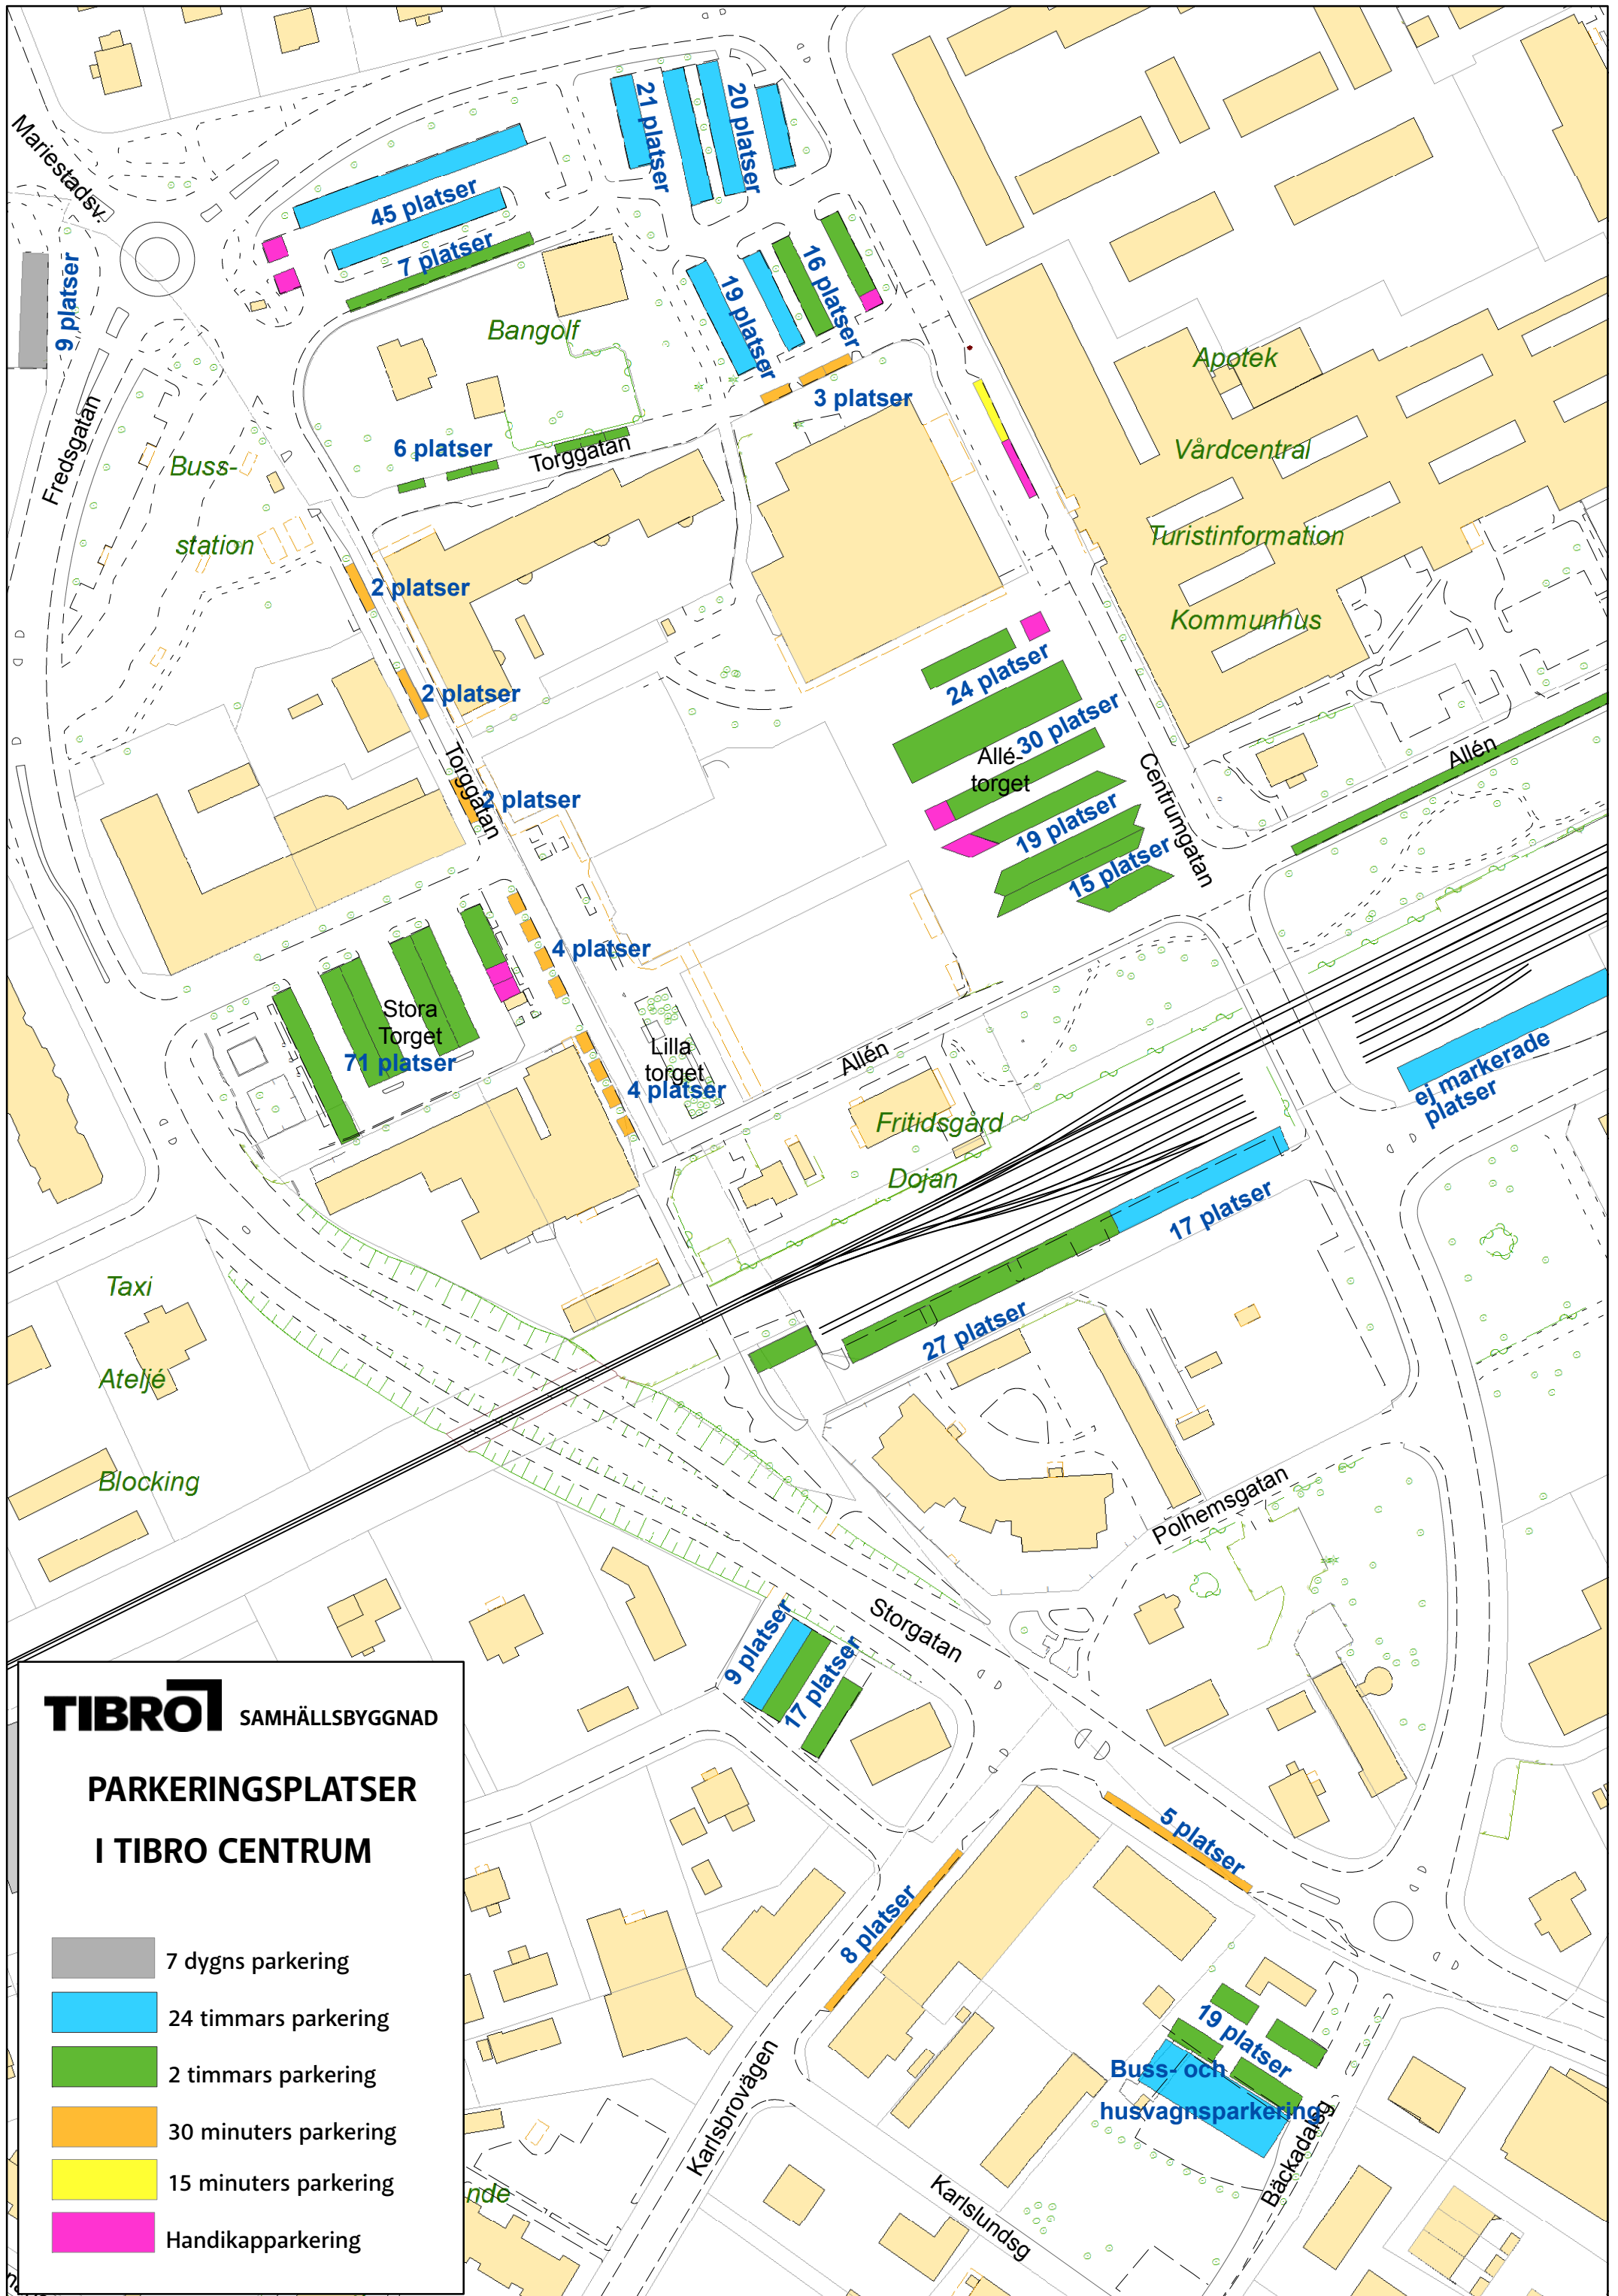 Mariestadsv.
21 platser
20 platser
45 platser
7 platser
9 platser
19 platser
16 platser
Bangolf
3 platser
Apotek
Fredsgatan
6 platser
Torggatan
Vårdcentral
Buss-
station
Turistinformation
2 platser
Kommunhus
24 platser
2 platser
30 platser
Allé-
torget
Allén
Torggatan
2 platser
Centrumgatan
19 platser
15 platser
4 platser
Stora
Torget
71 platser
Lilla
torget
4 platser
Allén
ej markerade
platser
Fritidsgård
Dojan
17 platser
27 platser
Taxi
Ateljé
Blocking
Polhemsgatan
Storgatan
9 platser
17 platser
5 platser
8 platser
19 platser
Buss- och
husvagnsparkering
Karlsbrovägen
Karlslundsg
Bäckadalsg
nde
TIBRO SAMHÄLLSBYGGNAD
PARKERINGSPLATSER
I TIBRO CENTRUM
7 dygns parkering
24 timmars parkering
2 timmars parkering
30 minuters parkering
15 minuters parkering
Handikapparkering